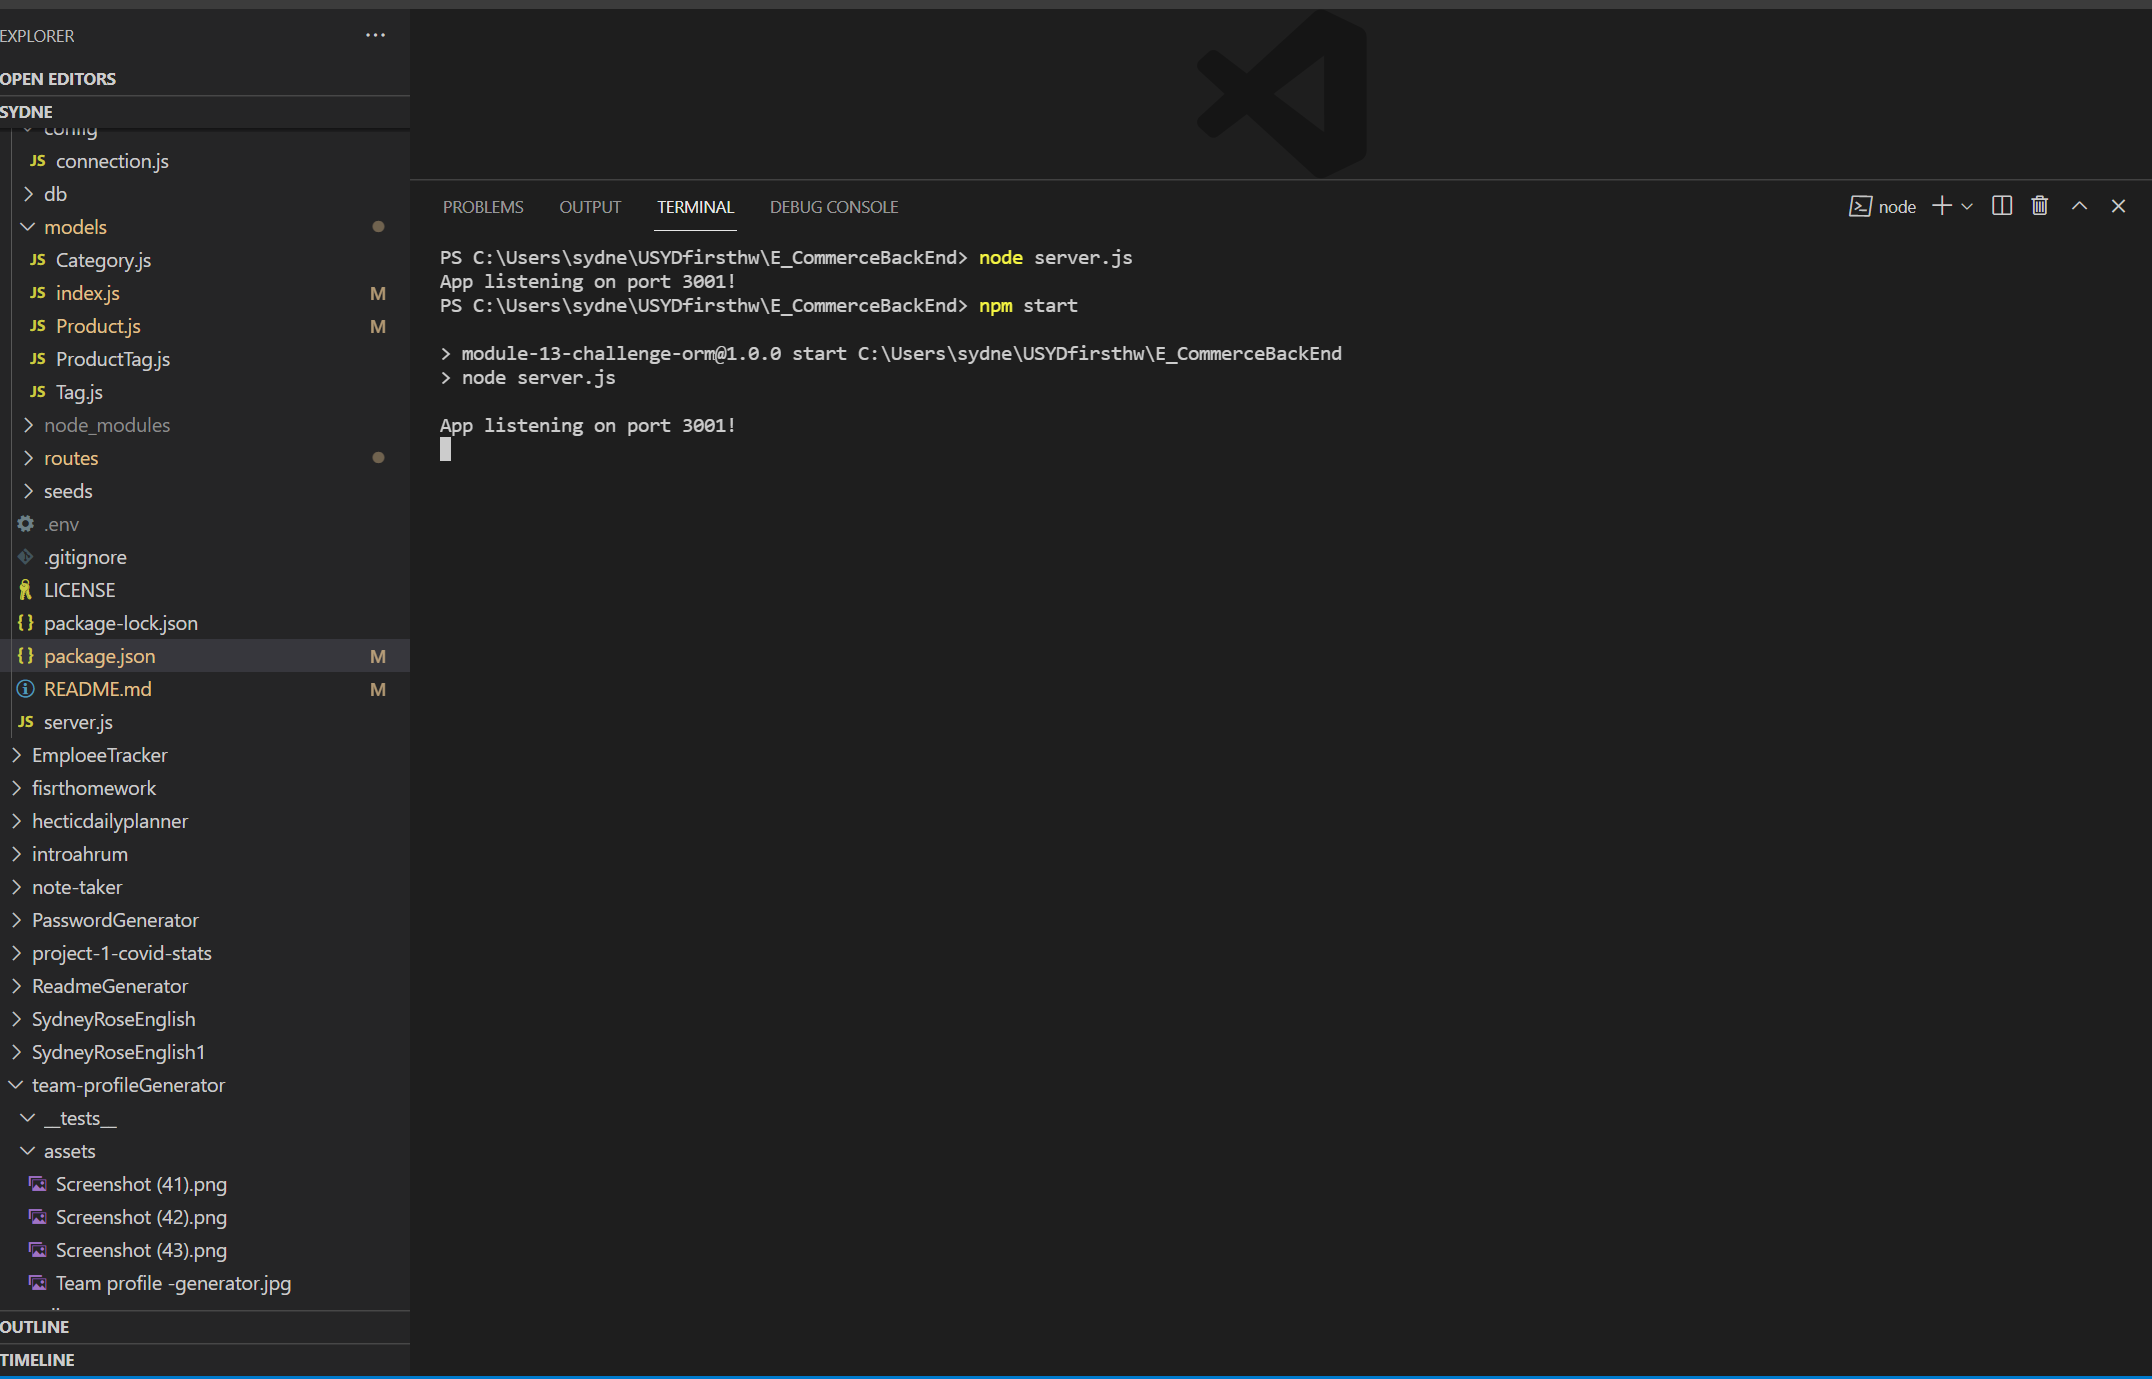 EXPLORER
OPEN EDITORS
SYDNE
config
JS connection.js
db
models
JS Category.js
JS index.js M
JS Product.js M
JS ProductTag.js
JS Tag.js
node_modules
routes
seeds
.env
.gitignore
LICENSE
{} package-lock.json
{} package.json M
README.md M
JS server.js
EmploeeTracker
fisrthomework
hecticdailyplanner
introahrum
note-taker
PasswordGenerator
project-1-covid-stats
ReadmeGenerator
SydneyRoseEnglish
SydneyRoseEnglish1
team-profileGenerator
__tests__
assets
Screenshot (41).png
Screenshot (42).png
Screenshot (43).png
Team profile -generator.jpg
OUTLINE
TIMELINE
PROBLEMS OUTPUT TERMINAL DEBUG CONSOLE node
PS C:\Users\sydne\USYDfirsthw\E_CommerceBackEnd> node server.js
App listening on port 3001!
PS C:\Users\sydne\USYDfirsthw\E_CommerceBackEnd> npm start
> module-13-challenge-orm@1.0.0 start C:\Users\sydne\USYDfirsthw\E_CommerceBackEnd
> node server.js
App listening on port 3001!